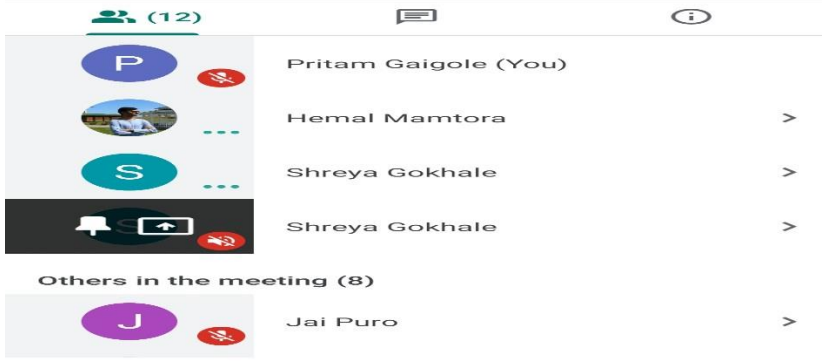 (12)
P
Pritam Gaigole (You)
Hemal Mamtora
S
Shreya Gokhale
S
Shreya Gokhale
Others in the meeting (8)
J
Jai Puro